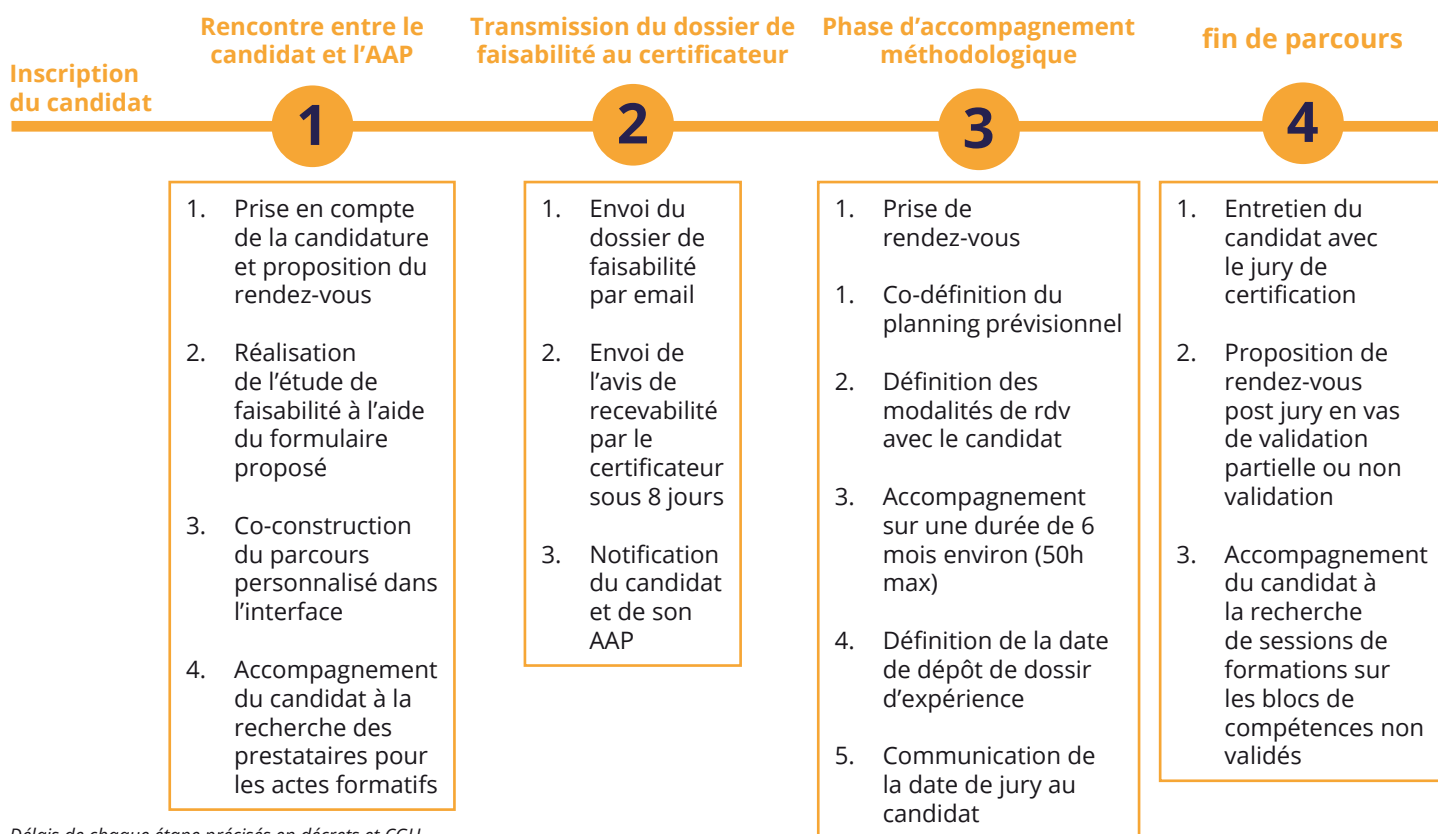 Inscription
du candidat
Rencontre entre le
candidat et l'AAP
1
1. Prise en compte
de la candidature
et proposition du
rendez-vous
2. Réalisation
de l'étude de
faisabilité à l'aide
du formulaire
proposé
3. Co-construction
du parcours
personnalisé dans
l'interface
4. Accompagnement
du candidat à la
recherche des
prestataires pour
les actes formatifs
Transmission du dossier de
faisabilité au certificateur
2
1. Envoi du
dossier de
faisabilité
par email
2. Envoi de
l'avis de
recevabilité
par le
certificateur
sous 8 jours
3. Notification
du candidat
et de son
AAP
Phase d'accompagnement
méthodologique
3
1. Prise de
rendez-vous
1. Co-définition du
planning prévisionnel
2. Définition des
modalités de rdv
avec le candidat
3. Accompagnement
sur une durée de 6
mois environ (50h
max)
4. Définition de la date
de dépôt de dossir
d'expérience
5. Communication de
la date de jury au
candidat
fin de parcours
4
1. Entretien du
candidat avec
le jury de
certification
2. Proposition de
rendez-vous
post jury en vas
de validation
partielle ou non
validation
3. Accompagnement
du candidat à
la recherche
de sessions de
formations sur
les blocs de
compétences non
validés
Délais de chaque étape précisés en décrets et CGU